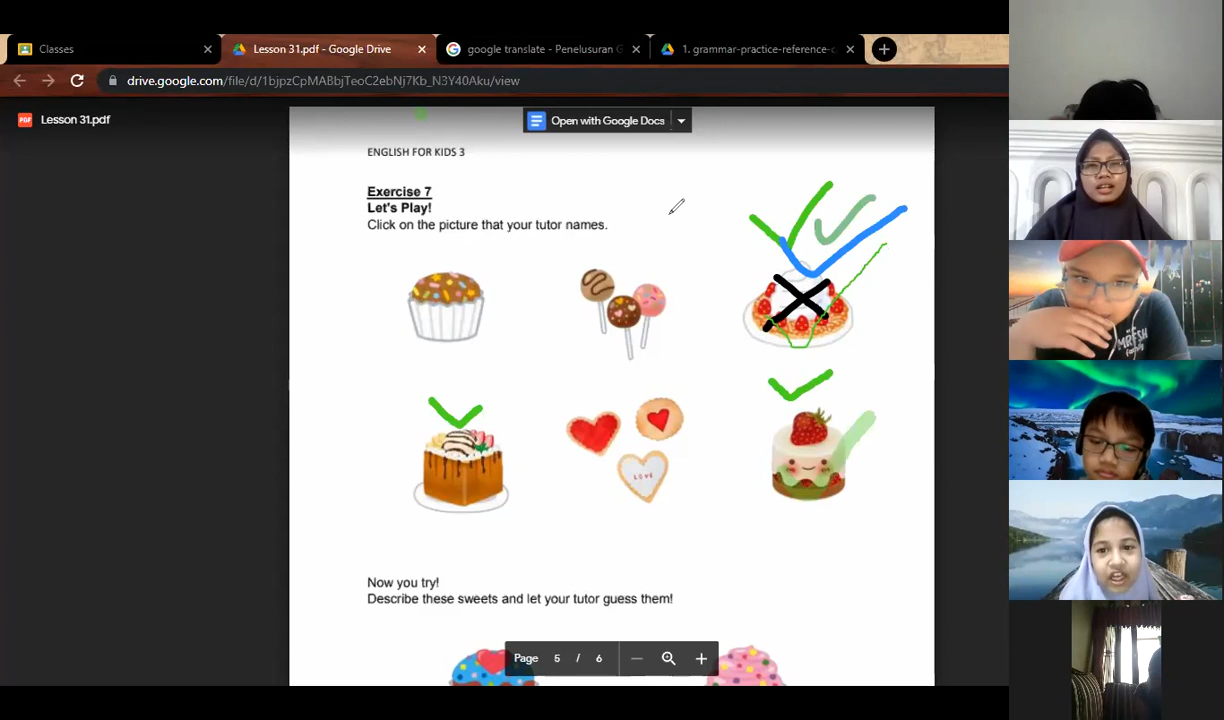 Classes
Lesson 31.pdf - Google Drive
google translate - Penelusuran G
1. grammar-practice-reference-c
drive.google.com/file/d/1bjpzCpMABbjTeoC2ebNj7Kb_N3Y40Aku/view
PDF Lesson 31.pdf
Open with Google Docs
ENGLISH FOR KIDS 3
Exercise 7
Let's Play!
Click on the picture that your tutor names.
LOVE
Now you try!
Describe these sweets and let your tutor guess them!
Page 5 / 6
MRFSH
family